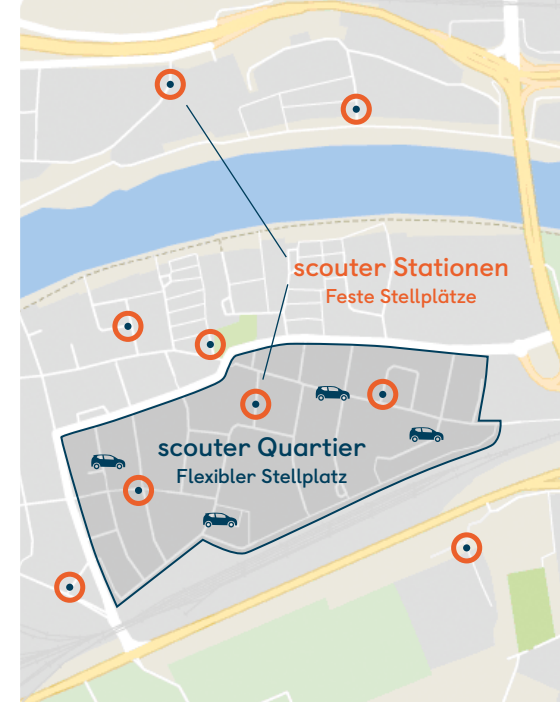 scouter Stationen
Feste Stellplätze
scouter Quartier
Flexibler Stellplatz